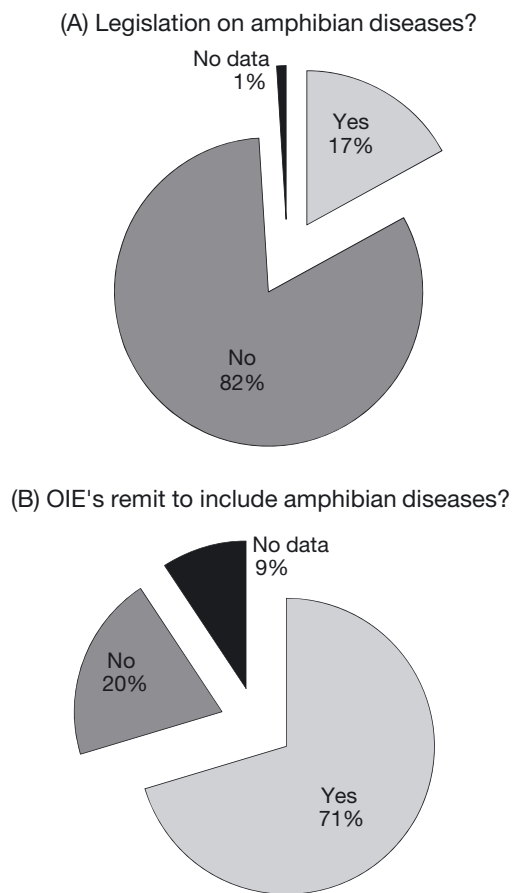 (A) Legislation on amphibian diseases?
No data
1%
Yes
17%
No
82%
(B) OIE's remit to include amphibian diseases?
No data
9%
No
20%
Yes
71%